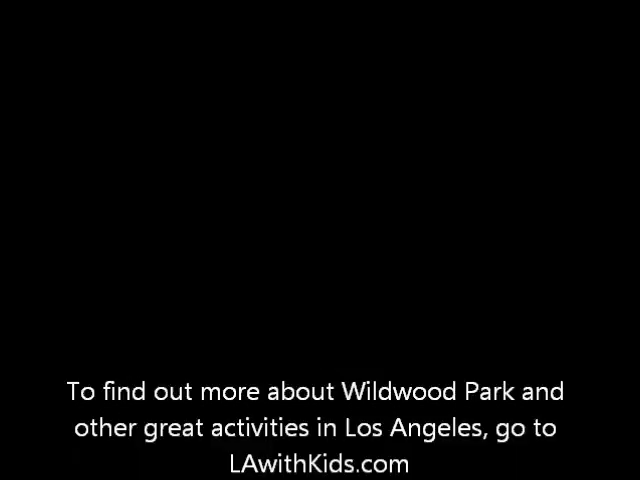 To find out more about Wildwood Park and
other great activities in Los Angeles, go to
LAwithKids.com